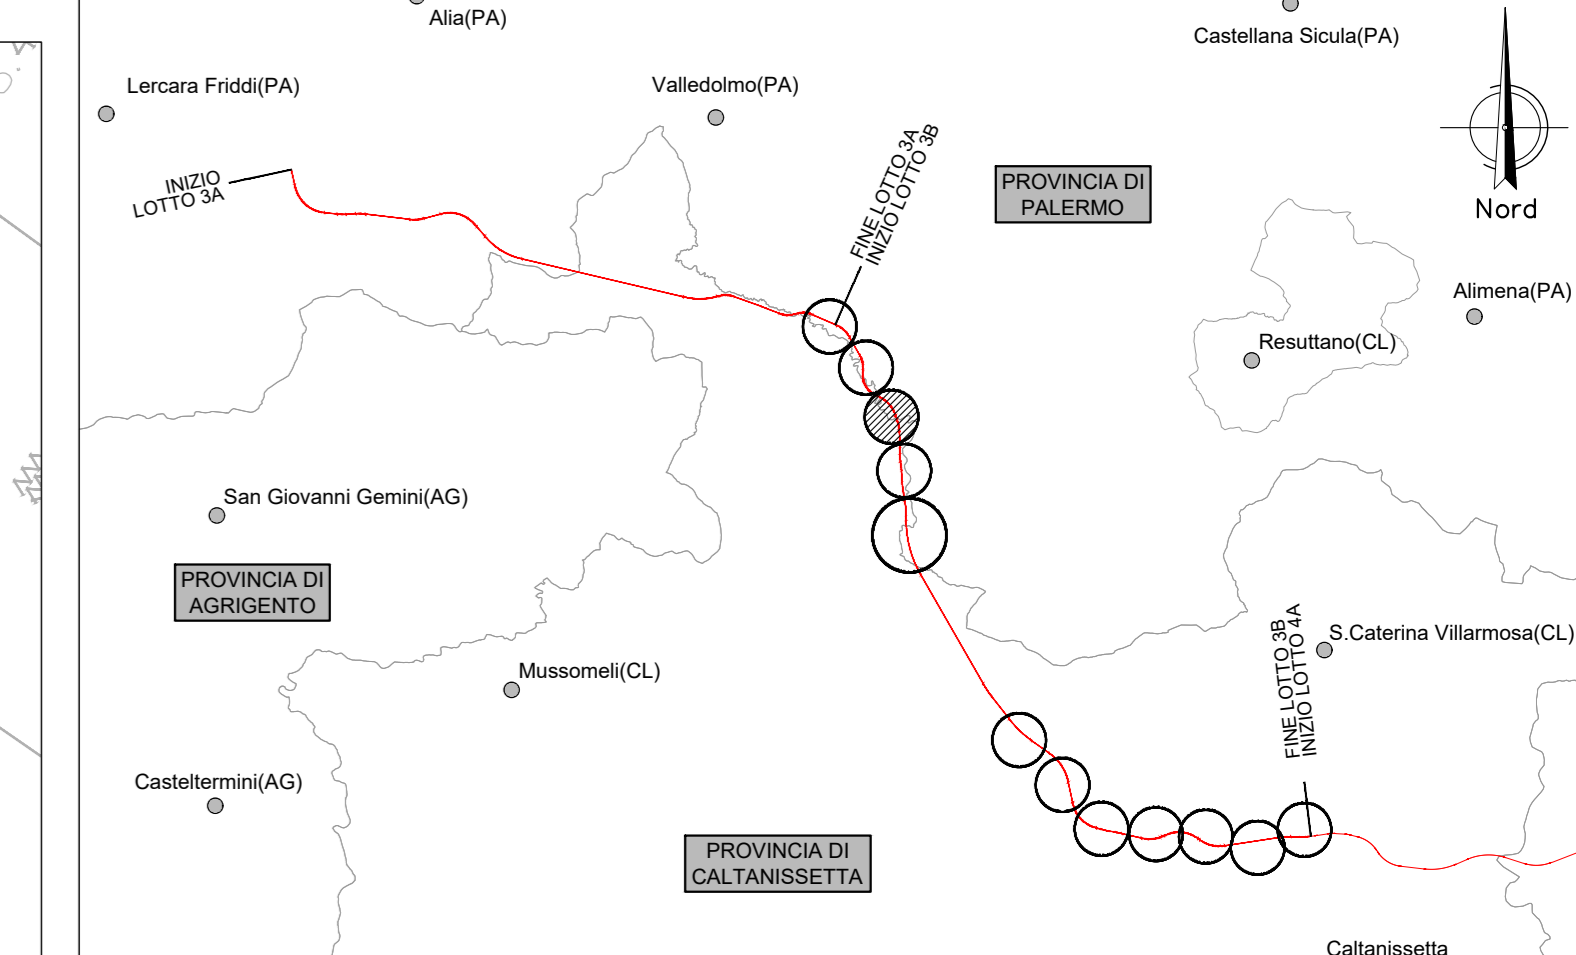 Alia(PA)
Castellana Sicula(PA)
Lercara Friddi(PA)
Valledolmo(PA)
INIZIO
LOTTO 3A
FINE LOTTO 3A
INIZIO LOTTO 3B
PROVINCIA DI
PALERMO
Nord
Alimena(PA)
Resuttano(CL)
San Giovanni Gemini(AG)
PROVINCIA DI
AGRIGENTO
FINE LOTTO 3B
INIZIO LOTTO 4A
S.Caterina Villarmosa(CL)
Mussomeli(CL)
Casteltermini(AG)
PROVINCIA DI
CALTANISSETTA
Caltanissetta